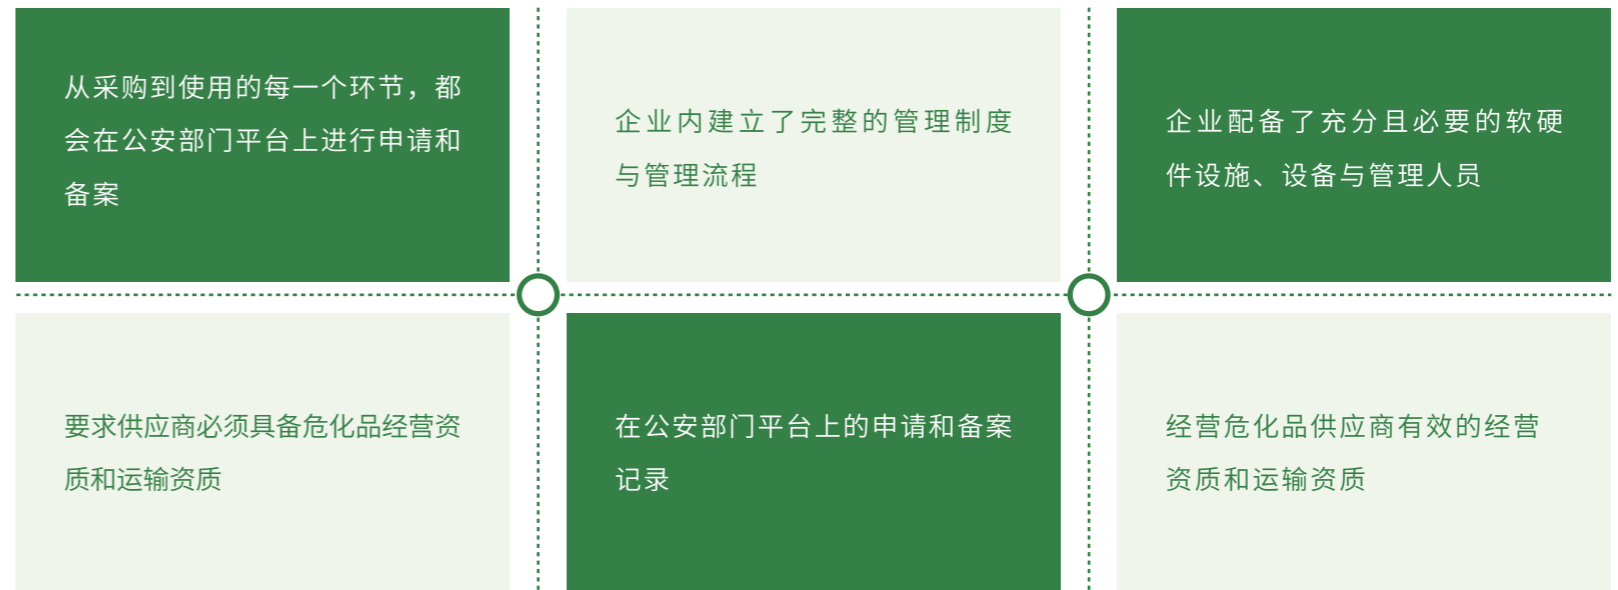 从采购到使用的每一个环节，都
会在公安部门平台上进行申请和
备案
企业内建立了完整的管理制度
与管理流程
企业配备了充分且必要的软硬
件设施、设备与管理人员
要求供应商必须具备危化品经营资
质和运输资质
在公安部门平台上的申请和备案
记录
经营危化品供应商有效的经营
资质和运输资质